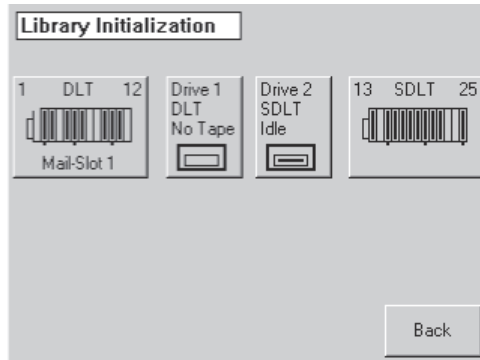 Library Initialization
1 DLT 12
Mail-Slot 1
Drive 1
DLT
No Tape
Drive 2
SDLT
Idle
13 SDLT 25
Back